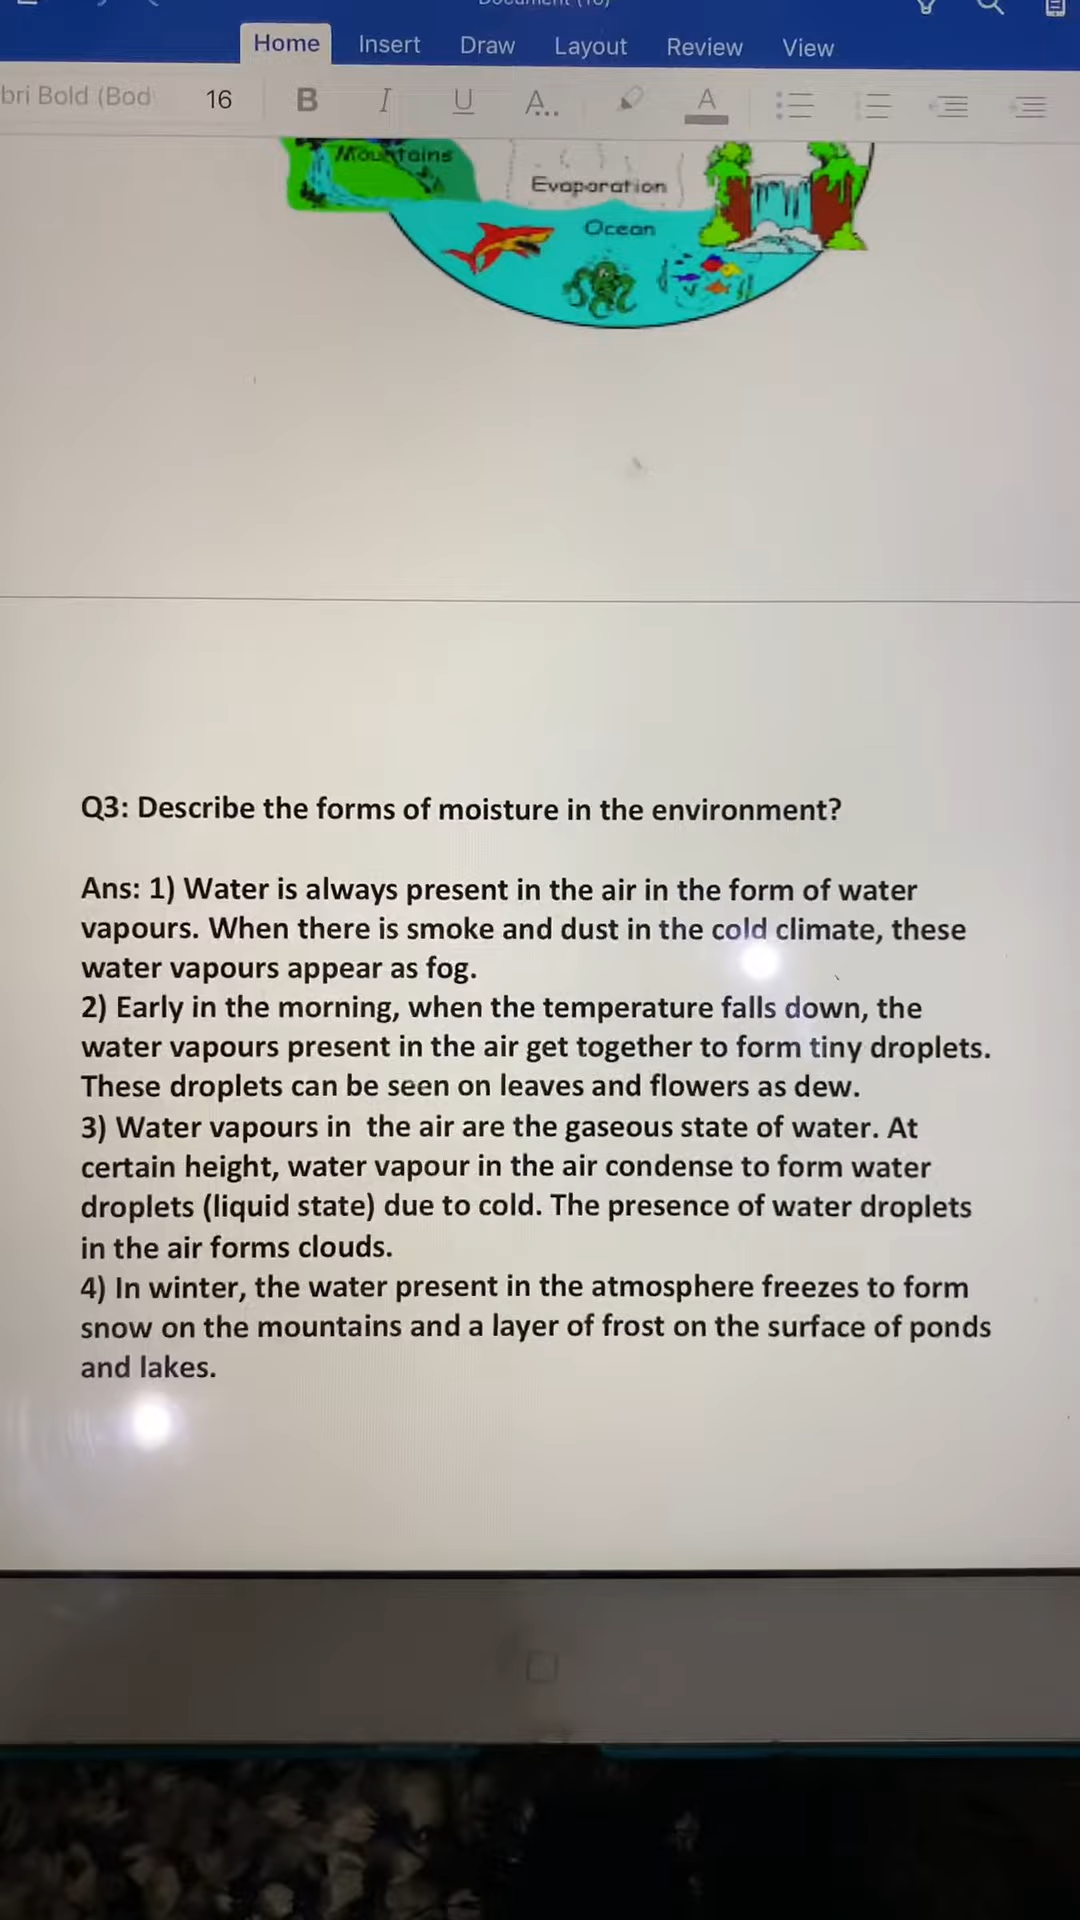 Home Insert Draw Layout Review View
bri Bold (Bod 16 B I U A.. A
Mountains
Evaporation
Ocean
Q3: Describe the forms of moisture in the environment?
Ans: 1) Water is always present in the air in the form of water
vapours. When there is smoke and dust in the cold climate, these
water vapours appear as fog.
2) Early in the morning, when the temperature falls down, the
water vapours present in the air get together to form tiny droplets.
These droplets can be seen on leaves and flowers as dew.
3) Water vapours in  the air are the gaseous state of water. At
certain height, water vapour in the air condense to form water
droplets (liquid state) due to cold. The presence of water droplets
in the air forms clouds.
4) In winter, the water present in the atmosphere freezes to form
snow on the mountains and a layer of frost on the surface of ponds
and lakes.